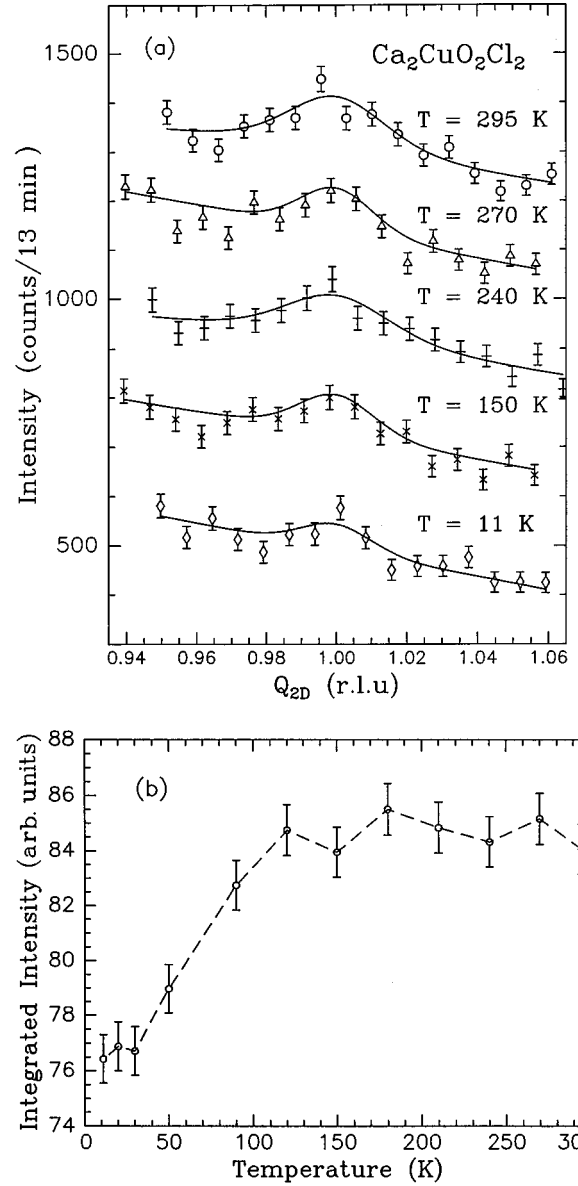 (a)
Ca₂CuO₂Cl₂
1500
1000
500
Intensity (counts/13 min)
T = 295 K
T = 270 K
T = 240 K
T = 150 K
T = 11 K
0.94 0.96 0.98 1.00 1.02 1.04 1.06
Q₂D (r.l.u)
(b)
88
86
84
82
80
78
76
74
Integrated Intensity (arb. units)
0 50 100 150 200 250 300
Temperature (K)